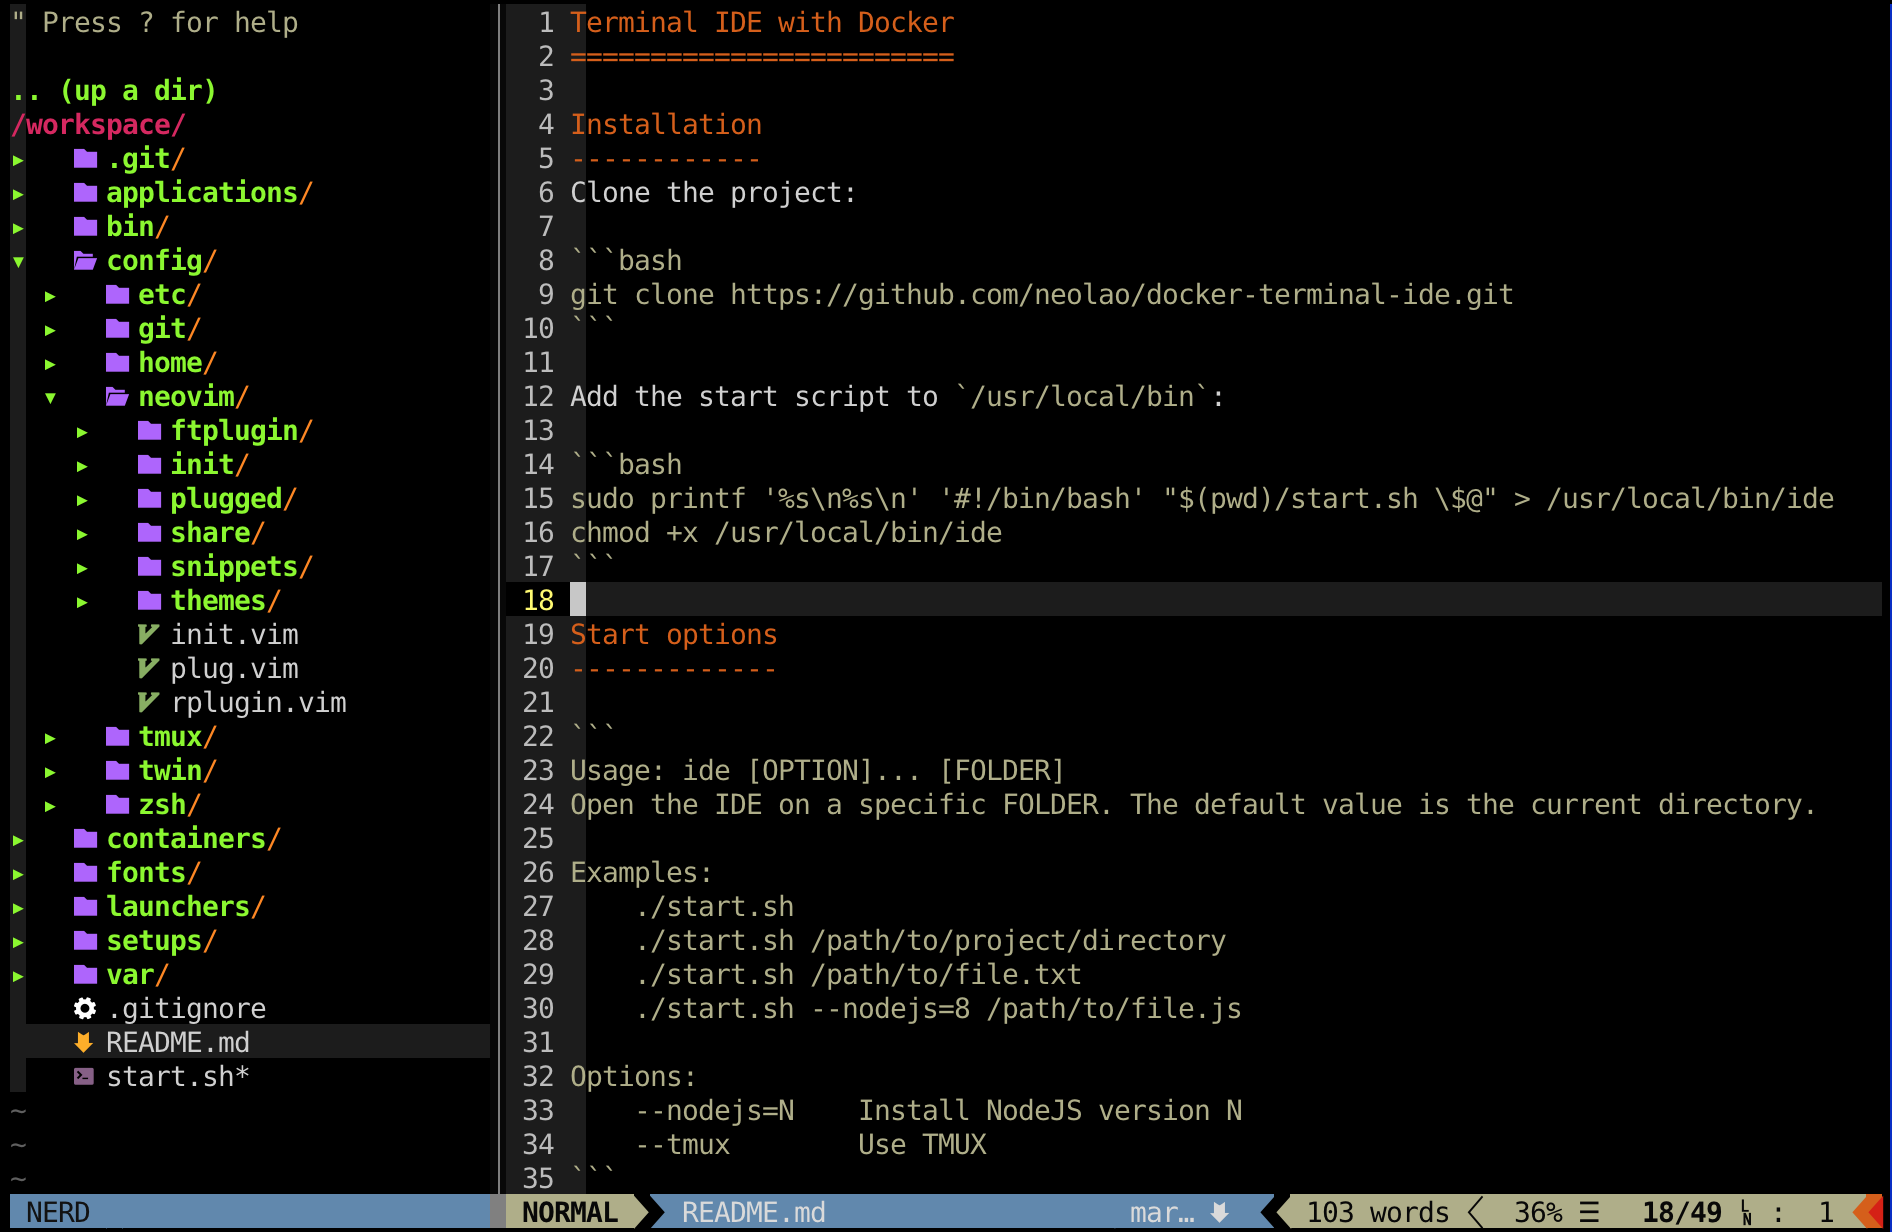 " Press ? for help
.. (up a dir)
/workspace/
▸ .git/
▸ applications/
▸ bin/
▾ config/
▸ etc/
▸ git/
▸ home/
▾ neovim/
▸ ftplugin/
▸ init/
▸ plugged/
▸ share/
▸ snippets/
▸ themes/
init.vim
plug.vim
rplugin.vim
▸ tmux/
▸ twin/
▸ zsh/
▸ containers/
▸ fonts/
▸ launchers/
▸ setups/
▸ var/
.gitignore
README.md
start.sh*
~
~
~
NERD
1 Terminal IDE with Docker
2 ========================
3
4 Installation
5 ------------
6 Clone the project:
7
8 ```bash
9 git clone https://github.com/neolao/docker-terminal-ide.git
10 ```
11
12 Add the start script to `/usr/local/bin`:
13
14 ```bash
15 sudo printf '%s\n%s\n' '#!/bin/bash' "$(pwd)/start.sh \$@" > /usr/local/bin/ide
16 chmod +x /usr/local/bin/ide
17 ```
18
19 Start options
20 -------------
21
22 ```
23 Usage: ide [OPTION]... [FOLDER]
24 Open the IDE on a specific FOLDER. The default value is the current directory.
25
26 Examples:
27     ./start.sh
28     ./start.sh /path/to/project/directory
29     ./start.sh /path/to/file.txt
30     ./start.sh --nodejs=8 /path/to/file.js
31
32 Options:
33     --nodejs=N    Install NodeJS version N
34     --tmux        Use TMUX
35 ```
NORMAL README.md mar… 103 words 36% ☰ 18/49 ㏑ : 1